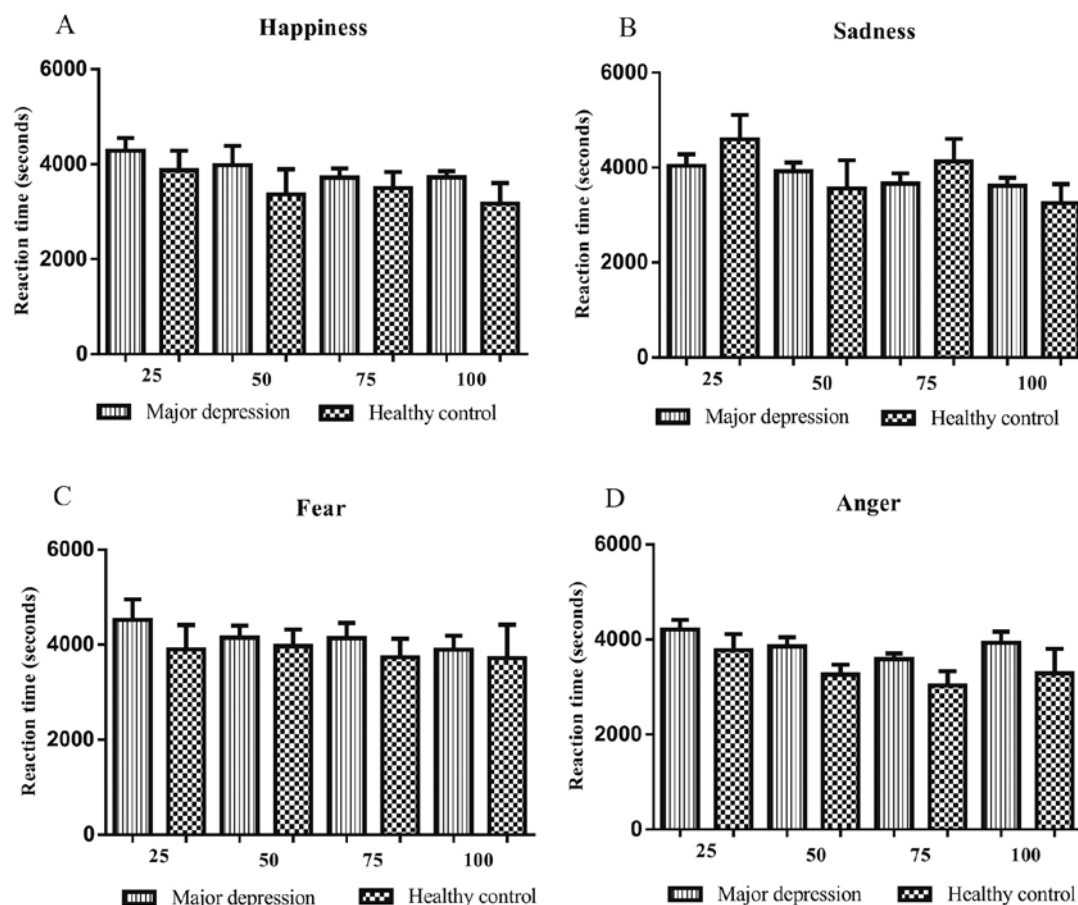 A
Happiness
Reaction time (seconds)
6000
4000
2000
0
25 50 75 100
Major depression Healthy control
B
Sadness
Reaction time (seconds)
6000
4000
2000
0
25 50 75 100
Major depression Healthy control
C
Fear
Reaction time (seconds)
6000
4000
2000
0
25 50 75 100
Major depression Healthy control
D
Anger
Reaction time (seconds)
6000
4000
2000
0
25 50 75 100
Major depression Healthy control